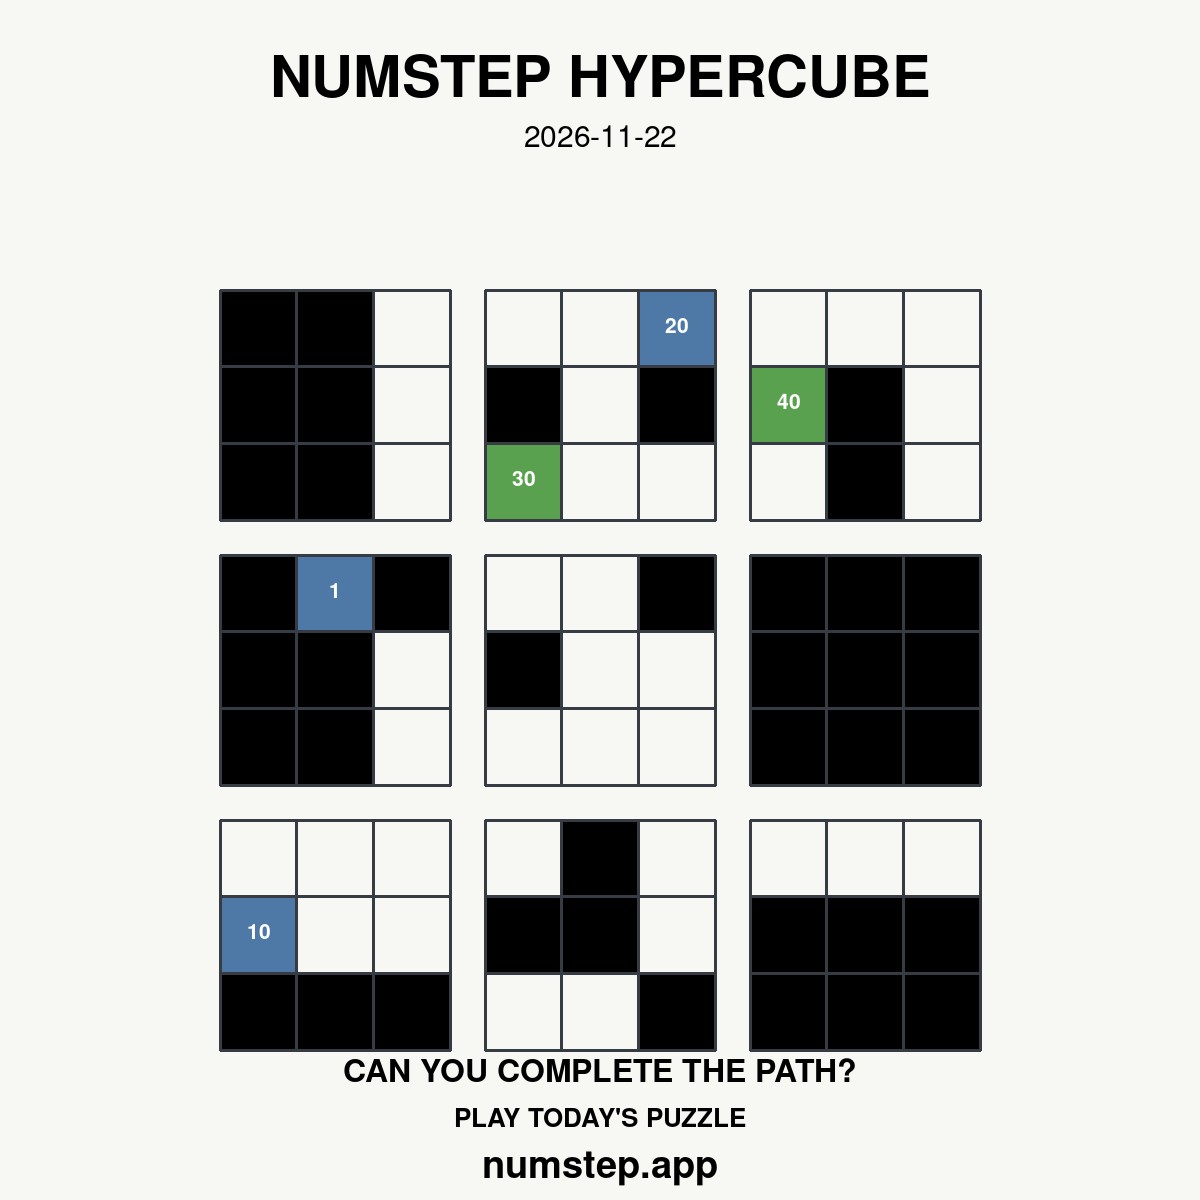 NUMSTEP HYPERCUBE
2026-11-22
20
40
30
1
10
CAN YOU COMPLETE THE PATH?
PLAY TODAY'S PUZZLE
numstep.app